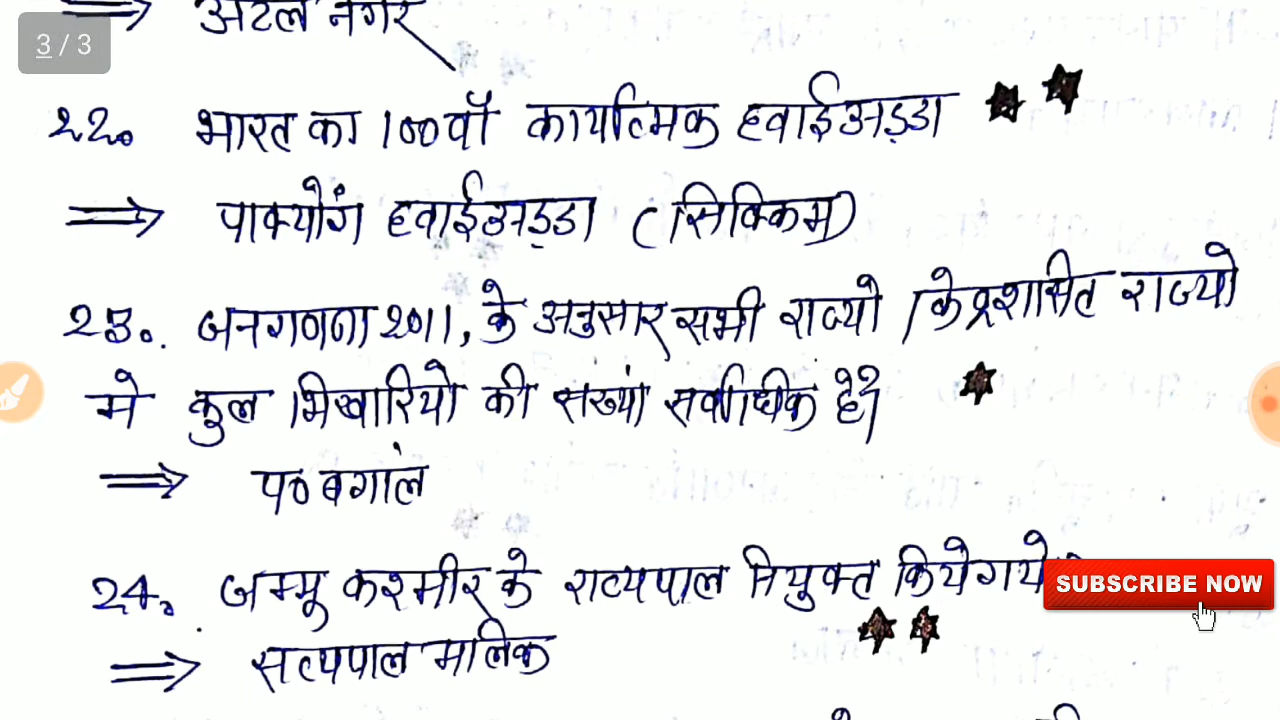 3 / 3
⇒ अटल नगर
22. भारत का 100वाँ कार्यात्मक हवाईअड्डा
⇒ पाक्योंग हवाईअड्डा (सिक्किम)
23. जनगणना 2011, के अनुसार सभी राज्यो / केन्द्रशासित राज्यो
मे कुल भिखारियो की संख्यां सर्वाधिक है?
⇒ प० बगांल
24. जम्मू कश्मीर के राज्यपाल नियुक्त किये गये
SUBSCRIBE NOW
⇒ सत्यपाल मलिक